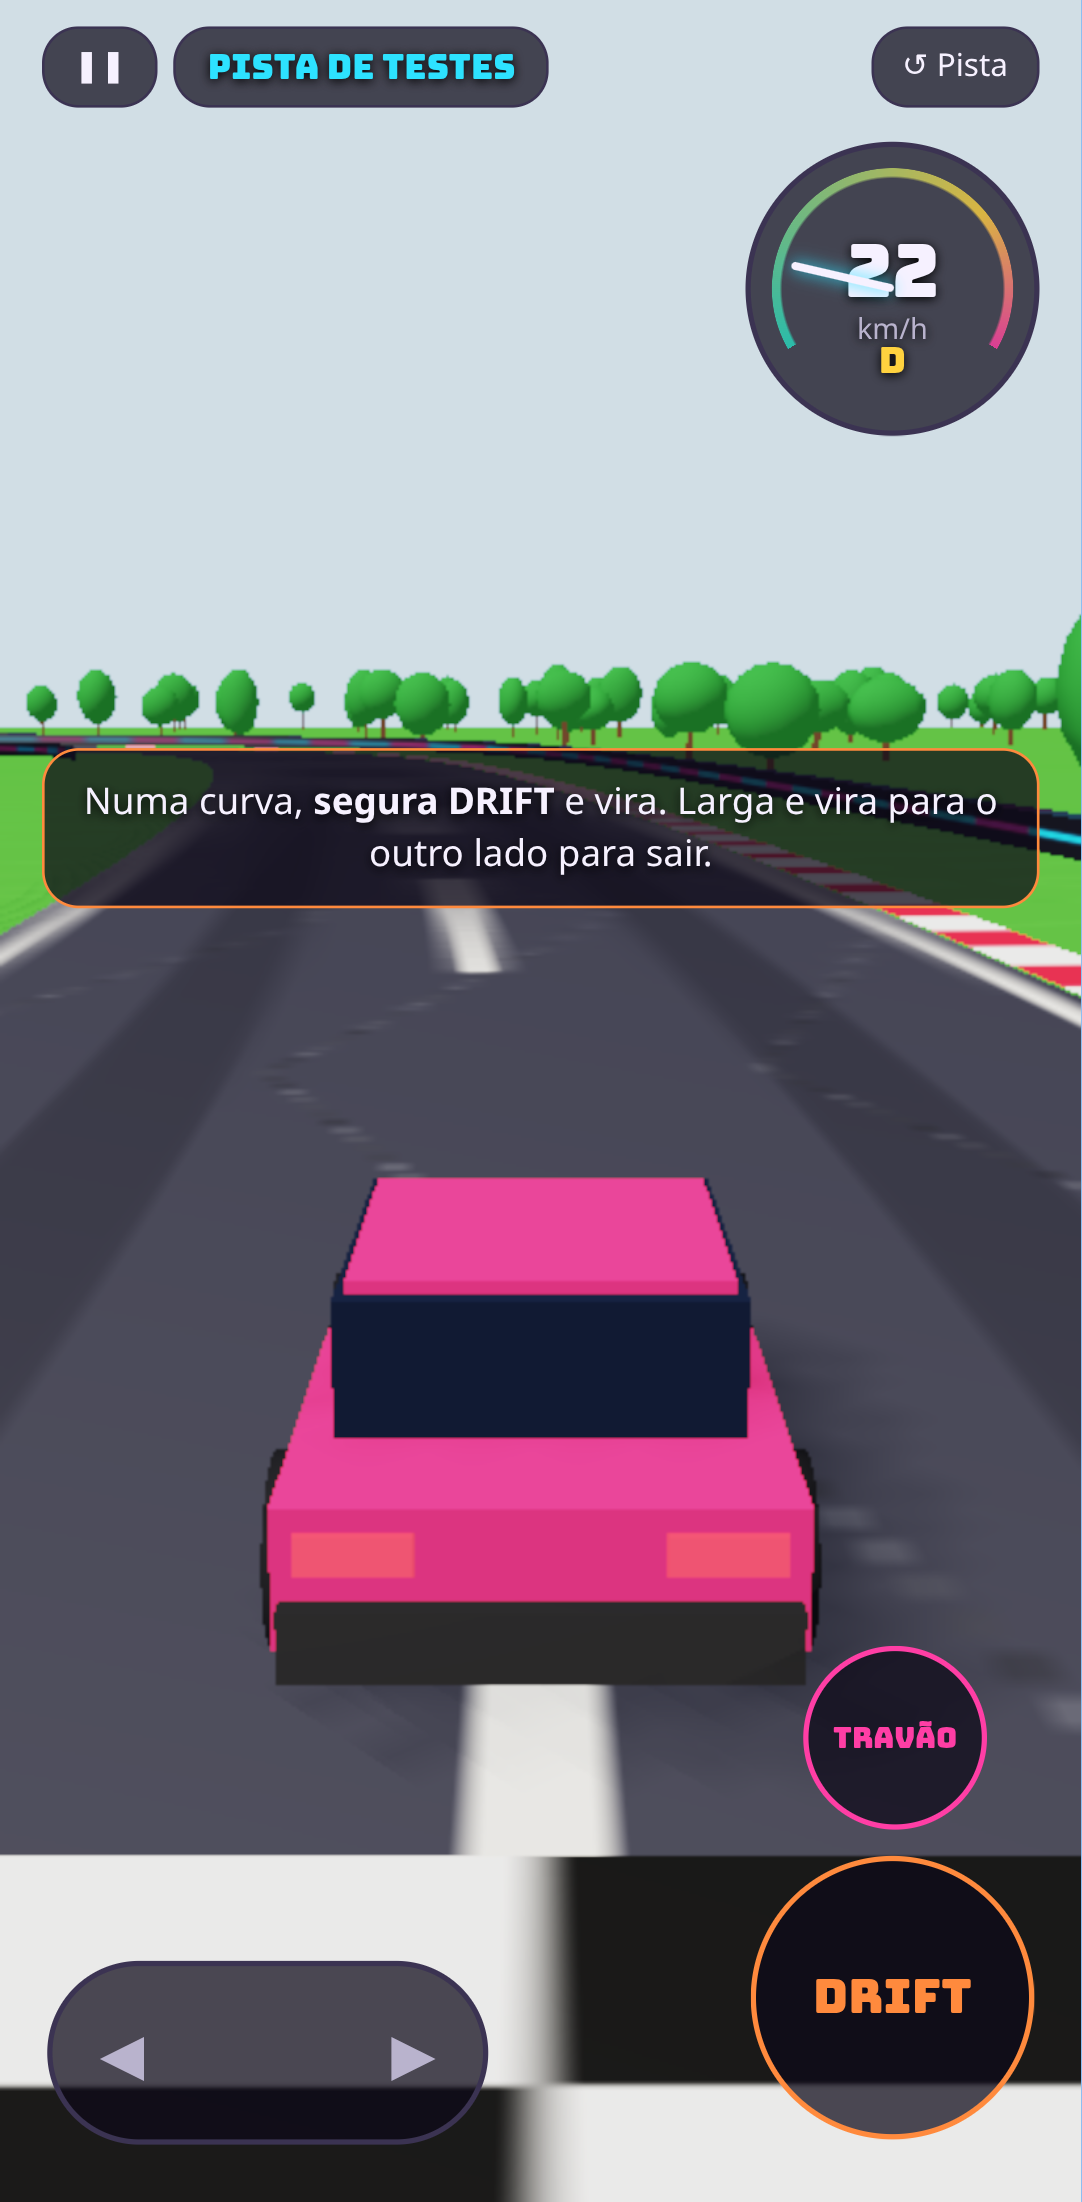 PISTA DE TESTES
↺ Pista
22
km/h
D
Numa curva, segura DRIFT e vira. Larga e vira para o
outro lado para sair.
TRAVÃO
DRIFT